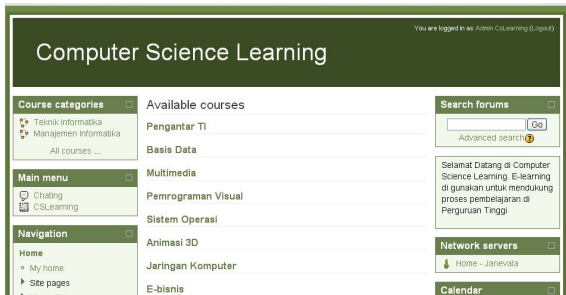 You are logged in as Admin CsLearning (Logout)
Computer Science Learning
Course categories
Teknik Informatika
Manajemen Informatika
All courses ...
Main menu
Chating
CSLearning
Navigation
Home
My home
Site pages
Available courses
Pengantar TI
Basis Data
Multimedia
Pemrograman Visual
Sistem Operasi
Animasi 3D
Jaringan Komputer
E-bisnis
Search forums
Go
Advanced search ?
Selamat Datang di Computer
Science Learning. E-learning
di gunakan untuk mendukung
proses pembelajaran di
Perguruan Tinggi
Network servers
Home - Janevala
Calendar